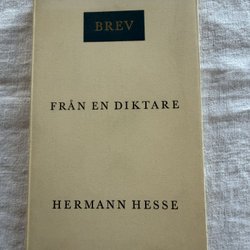 BREV
FRÅN EN DIKTARE
HERMANN HESSE